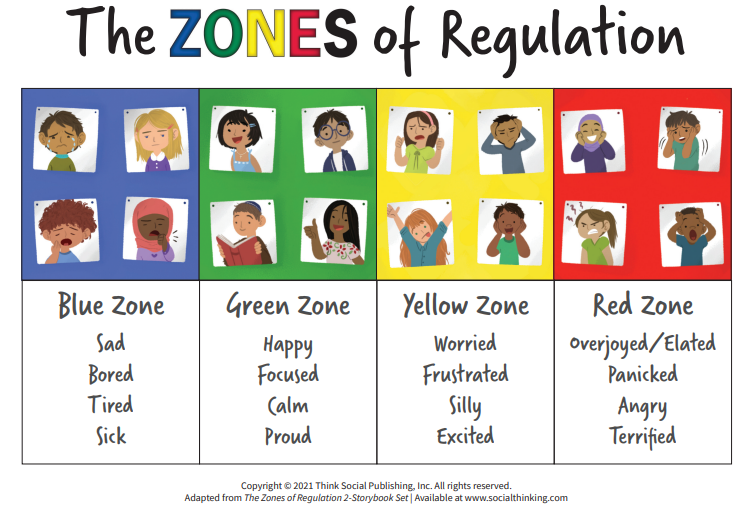 The ZONES of Regulation
Blue Zone
Sad
Bored
Tired
Sick
Green Zone
Happy
Focused
Calm
Proud
Yellow Zone
Worried
Frustrated
Silly
Excited
Red Zone
Overjoyed/Elated
Panicked
Angry
Terrified
Copyright © 2021 Think Social Publishing, Inc. All rights reserved.
Adapted from The Zones of Regulation 2-Storybook Set | Available at www.socialthinking.com